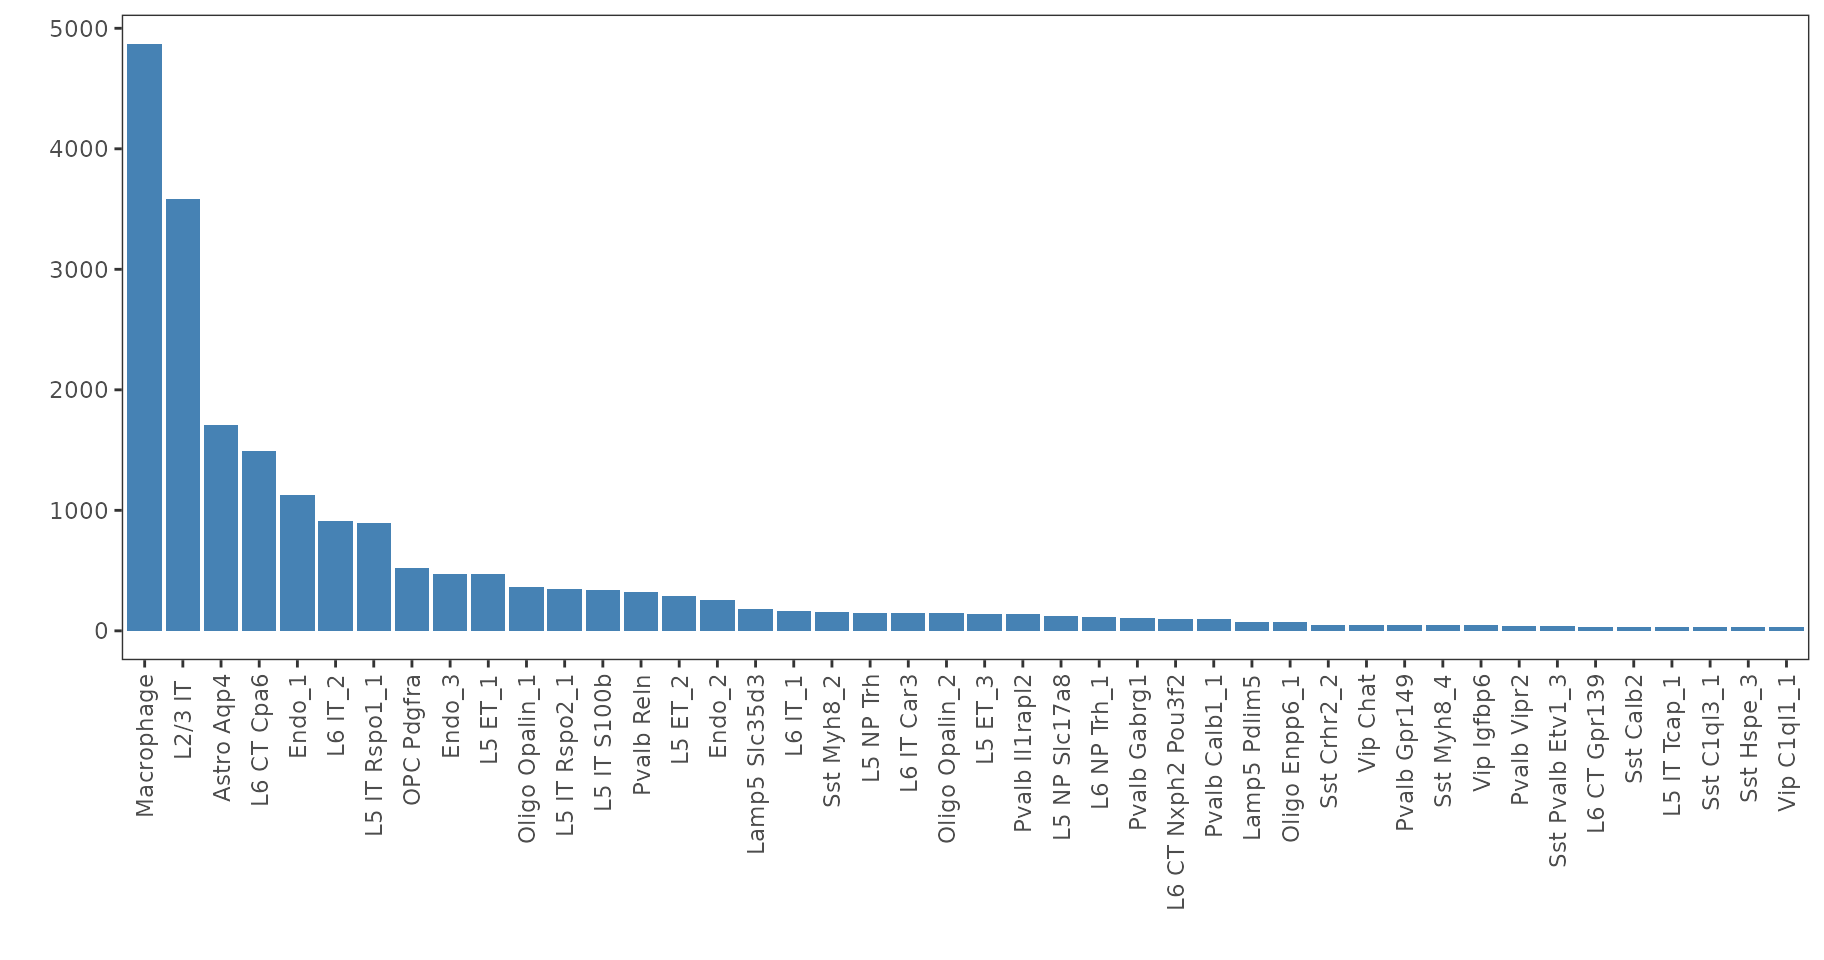 5000
4000
3000
2000
1000
0
Macrophage
L2/3 IT
Astro Aqp4
L6 CT Cpa6
Endo_1
L6 IT_2
L5 IT Rspo1_1
OPC Pdgfra
Endo_3
L5 ET_1
Oligo Opalin_1
L5 IT Rspo2_1
L5 IT S100b
Pvalb Reln
L5 ET_2
Endo_2
Lamp5 Slc35d3
L6 IT_1
Sst Myh8_2
L5 NP Trh
L6 IT Car3
Oligo Opalin_2
L5 ET_3
Pvalb Il1rapl2
L5 NP Slc17a8
L6 NP Trh_1
Pvalb Gabrg1
L6 CT Nxph2 Pou3f2
Pvalb Calb1_1
Lamp5 Pdlim5
Oligo Enpp6_1
Sst Crhr2_2
Vip Chat
Pvalb Gpr149
Sst Myh8_4
Vip Igfbp6
Pvalb Vipr2
Sst Pvalb Etv1_3
L6 CT Gpr139
Sst Calb2
L5 IT Tcap_1
Sst C1ql3_1
Sst Hspe_3
Vip C1ql1_1